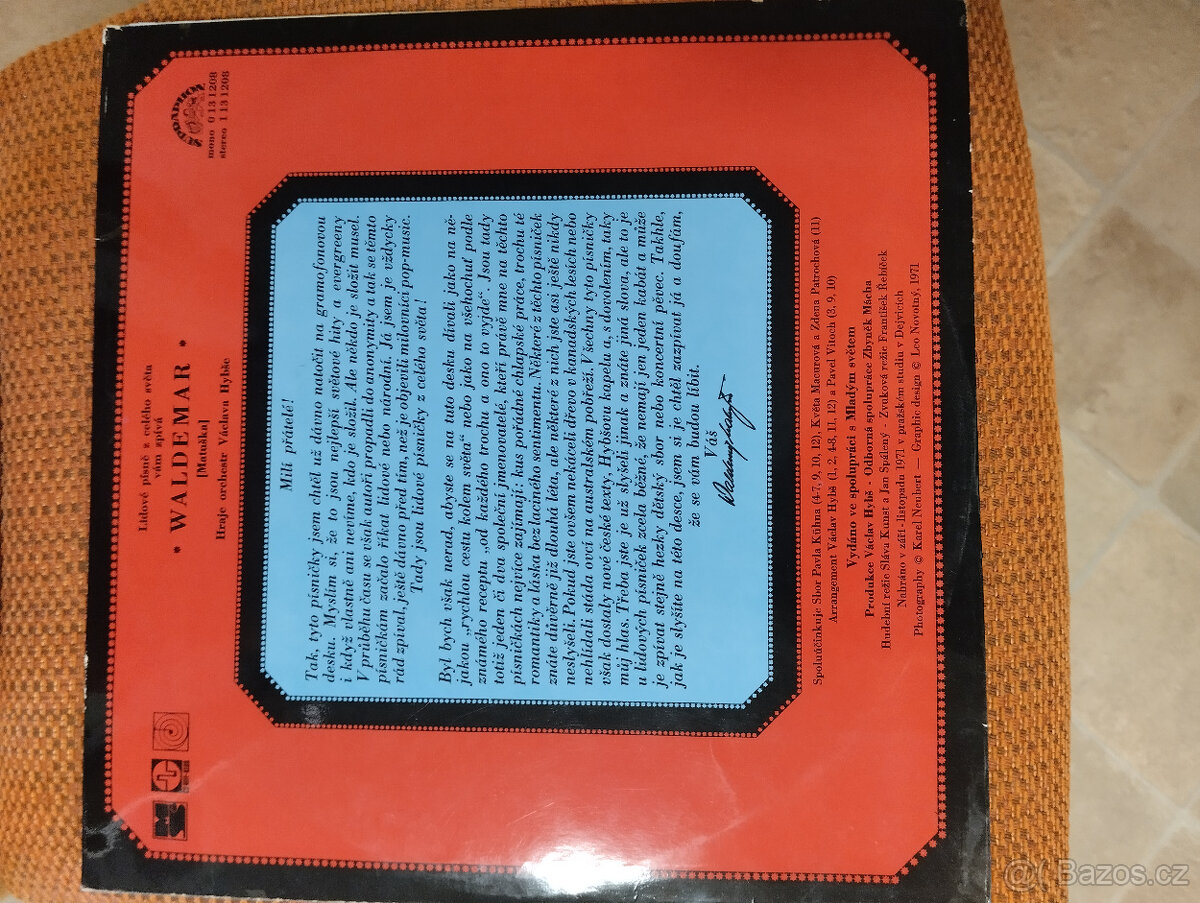 SUPRAPHON
mono 0 13 1208
stereo 1 13 1208
Lidové písně z celého světa
vám zpívá
* WALDEMAR *
[Matuška]
Hraje orchestr Václava Hybše
Milí přátelé!
Tak, tyto písničky jsem chtěl už dávno natočit na gramofonovou
desku. Myslím si, že to jsou nejlepší světové hity a evergreeny
i když vlastně ani nevíme, kdo je složil. Ale někdo je složit musel.
V průběhu času se však autoři propadli do anonymity a tak se těmto
písničkám začalo říkat lidové nebo národní. Já jsem je vždycky
rád zpíval, ještě dávno před tím, než je objevili milovníci pop-music.
Tady jsou lidové písničky z celého světa!
Byl bych však nerad, abyste se na tuto desku dívali jako na ně-
jakou „rychlou cestu kolem světa“ nebo jako na všehochuť podle
známého receptu „od každého trochu a ono to vyjde“. Jsou tady
totiž jeden či dva společní jmenovatelé, kteří právě mne na těchto
písničkách nejvíce zajímají: kus pořádné chlapské práce, trochu té
romantiky a láska bez laciného sentimentu. Některé z těchto písniček
znáte důvěrně již dlouhá léta, ale některé z nich jste asi ještě nikdy
neslyšeli. Pokud jste ovšem nekáceli dřevo v kanadských lesích nebo
nehlídali stáda ovcí na australském pobřeží. Všechny tyto písničky
však dostaly nové české texty, Hybšovu kapelu a, s dovolením, taky
můj hlas. Třeba jste je už slyšeli jinak a znáte jiná slova, ale to je
u lidových písniček zcela běžné, že nemají jen jeden kabát a může
je zpívat stejně hezky dětský sbor nebo koncertní pěvec. Takhle,
jak je slyšíte na této desce, jsem si je chtěl zazpívat já a doufám,
že se vám budou líbit.
Váš
Spoluúčinkuje Sbor Pavla Kühna (4-7, 9, 10, 12), Květa Macurová a Zdena Patrochová (11)
Arrangement Václav Hybš (1, 2, 4-8, 11, 12) a Pavel Vitoch (3, 9, 10)
Vydáno ve spolupráci s Mladým světem
Produkce Václav Hybš - Odborná spolupráce Zbyněk Mácha
Hudební režie Sláva Kunst a Jan Spálený - Zvuková režie František Řebíček
Nahráno v září - listopadu 1971 v pražském studiu v Dejvicích
Photography © Karel Neubert — Graphic design © Leo Novotný, 1971
@ Bazos.cz